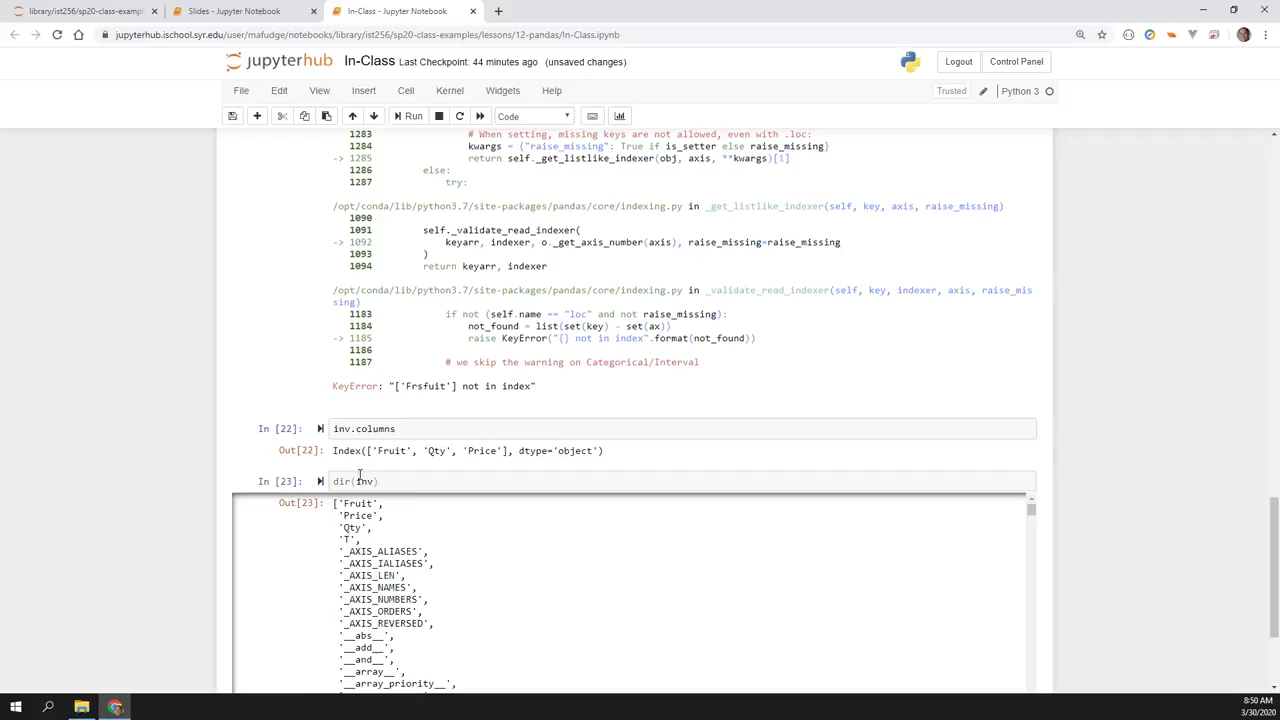 library/ist256/sp20-class-exampl
Slides - Jupyter Notebook
In-Class - Jupyter Notebook
jupyterhub.ischool.syr.edu/user/mafudge/notebooks/library/ist256/sp20-class-examples/lessons/12-pandas/In-Class.ipynb
jupyterhub In-Class Last Checkpoint: 44 minutes ago (unsaved changes)
Logout
Control Panel
File Edit View Insert Cell Kernel Widgets Help
Trusted
Python 3
Run
Code
1283 # When setting, missing keys are not allowed, even with .loc:
1284 kwargs = {"raise_missing": True if is_setter else raise_missing}
-> 1285 return self._get_listlike_indexer(obj, axis, **kwargs)[1]
1286 else:
1287 try:
/opt/conda/lib/python3.7/site-packages/pandas/core/indexing.py in _get_listlike_indexer(self, key, axis, raise_missing)
1090
1091 self._validate_read_indexer(
-> 1092 keyarr, indexer, o._get_axis_number(axis), raise_missing=raise_missing
1093 )
1094 return keyarr, indexer
/opt/conda/lib/python3.7/site-packages/pandas/core/indexing.py in _validate_read_indexer(self, key, indexer, axis, raise_mis
sing)
1183 if not (self.name == "loc" and not raise_missing):
1184 not_found = list(set(key) - set(ax))
-> 1185 raise KeyError("{} not in index".format(not_found))
1186
1187 # we skip the warning on Categorical/Interval
KeyError: "['Frsfuit'] not in index"
In [22]: inv.columns
Out[22]: Index(['Fruit', 'Qty', 'Price'], dtype='object')
In [23]: dir(inv)
Out[23]: ['Fruit',
'Price',
'Qty',
'T',
'_AXIS_ALIASES',
'_AXIS_IALIASES',
'_AXIS_LEN',
'_AXIS_NAMES',
'_AXIS_NUMBERS',
'_AXIS_ORDERS',
'_AXIS_REVERSED',
'__abs__',
'__add__',
'__and__',
'__array__',
'__array_priority__',
8:50 AM
3/30/2020